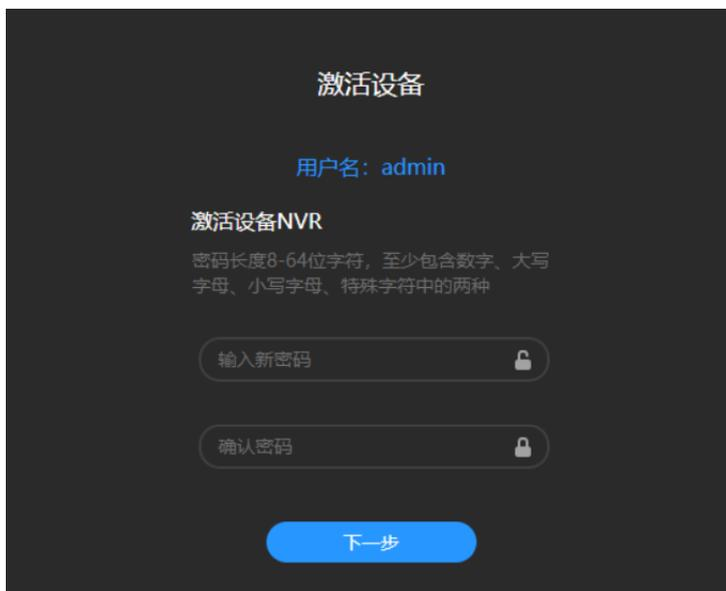 激活设备
用户名：admin
激活设备NVR
密码长度8-64位字符，至少包含数字、大写
字母、小写字母、特殊字符中的两种
输入新密码
确认密码
下一步